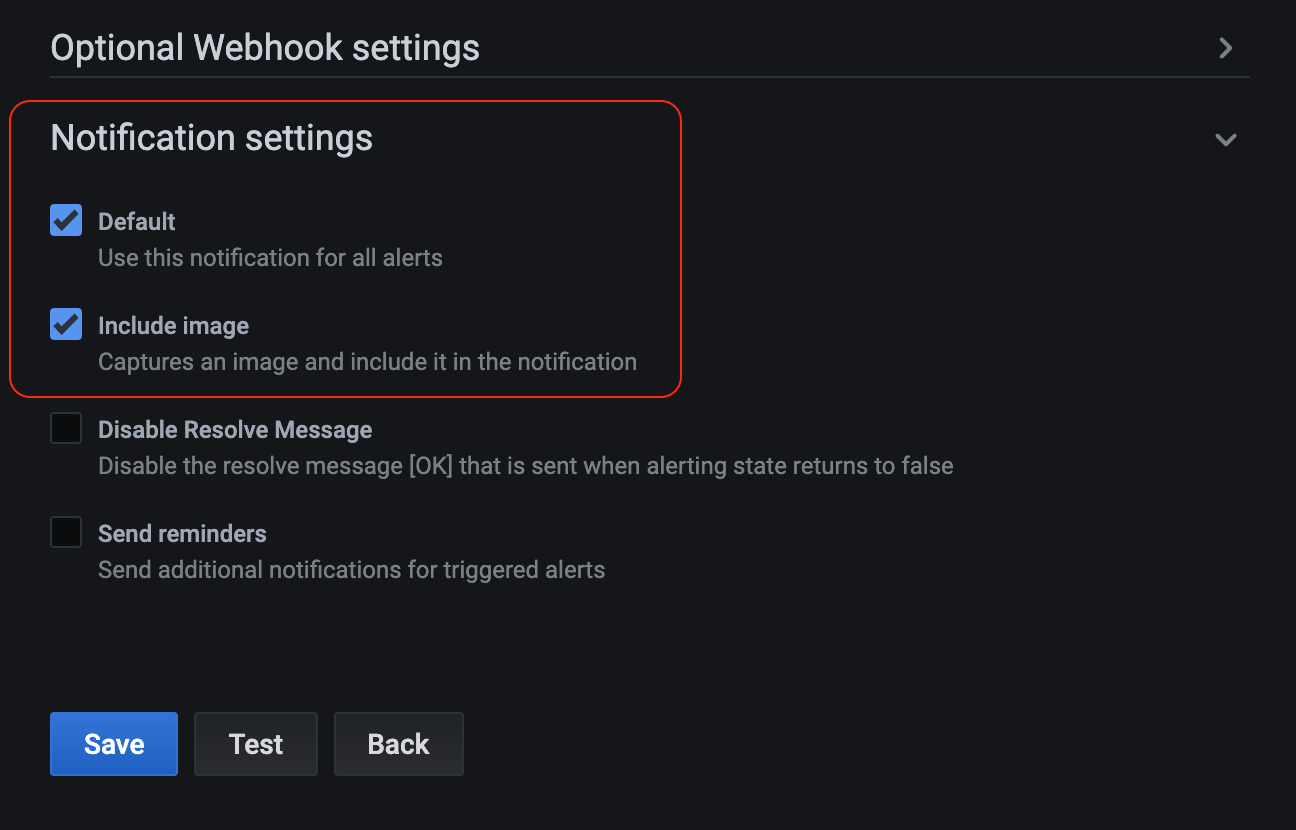 Optional Webhook settings
Notification settings
Default
Use this notification for all alerts
Include image
Captures an image and include it in the notification
Disable Resolve Message
Disable the resolve message [OK] that is sent when alerting state returns to false
Send reminders
Send additional notifications for triggered alerts
Save Test Back